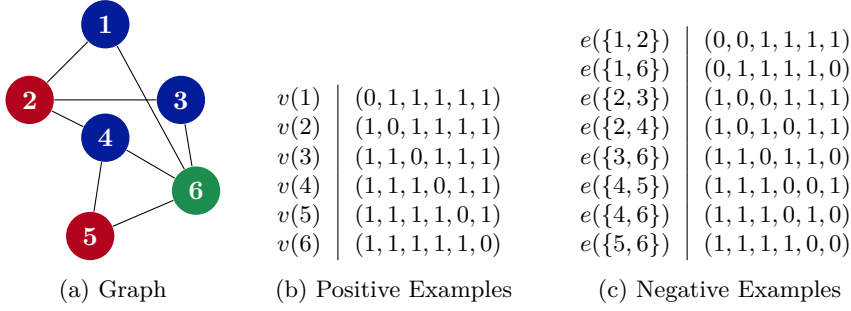 1
2
3
4
6
5
(a) Graph
v(1) (0, 1, 1, 1, 1, 1)
v(2) (1, 0, 1, 1, 1, 1)
v(3) (1, 1, 0, 1, 1, 1)
v(4) (1, 1, 1, 0, 1, 1)
v(5) (1, 1, 1, 1, 0, 1)
v(6) (1, 1, 1, 1, 1, 0)
(b) Positive Examples
e({1, 2}) (0, 0, 1, 1, 1, 1)
e({1, 6}) (0, 1, 1, 1, 1, 0)
e({2, 3}) (1, 0, 0, 1, 1, 1)
e({2, 4}) (1, 0, 1, 0, 1, 1)
e({3, 6}) (1, 1, 0, 1, 1, 0)
e({4, 5}) (1, 1, 1, 0, 0, 1)
e({4, 6}) (1, 1, 1, 0, 1, 0)
e({5, 6}) (1, 1, 1, 1, 0, 0)
(c) Negative Examples